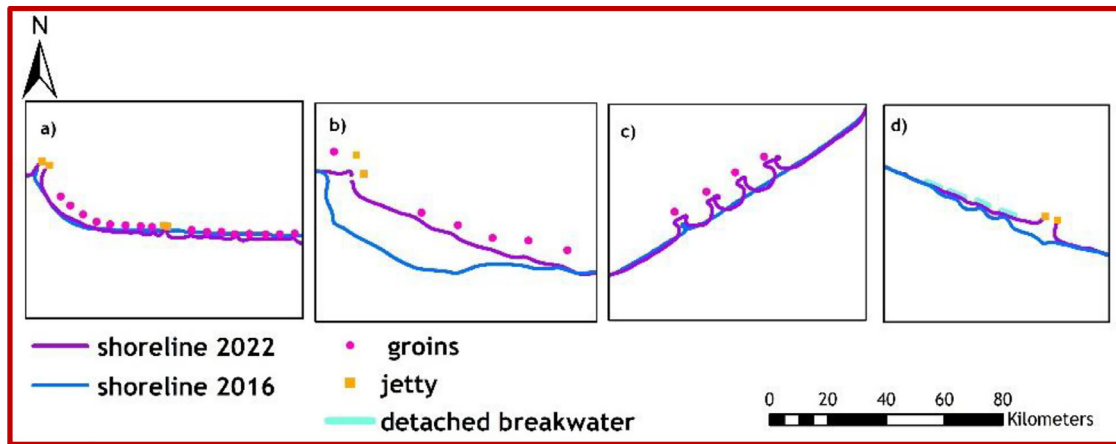 N
a)
b)
c)
d)
shoreline 2022
groins
shoreline 2016
jetty
detached breakwater
0 20 40 60 80
Kilometers